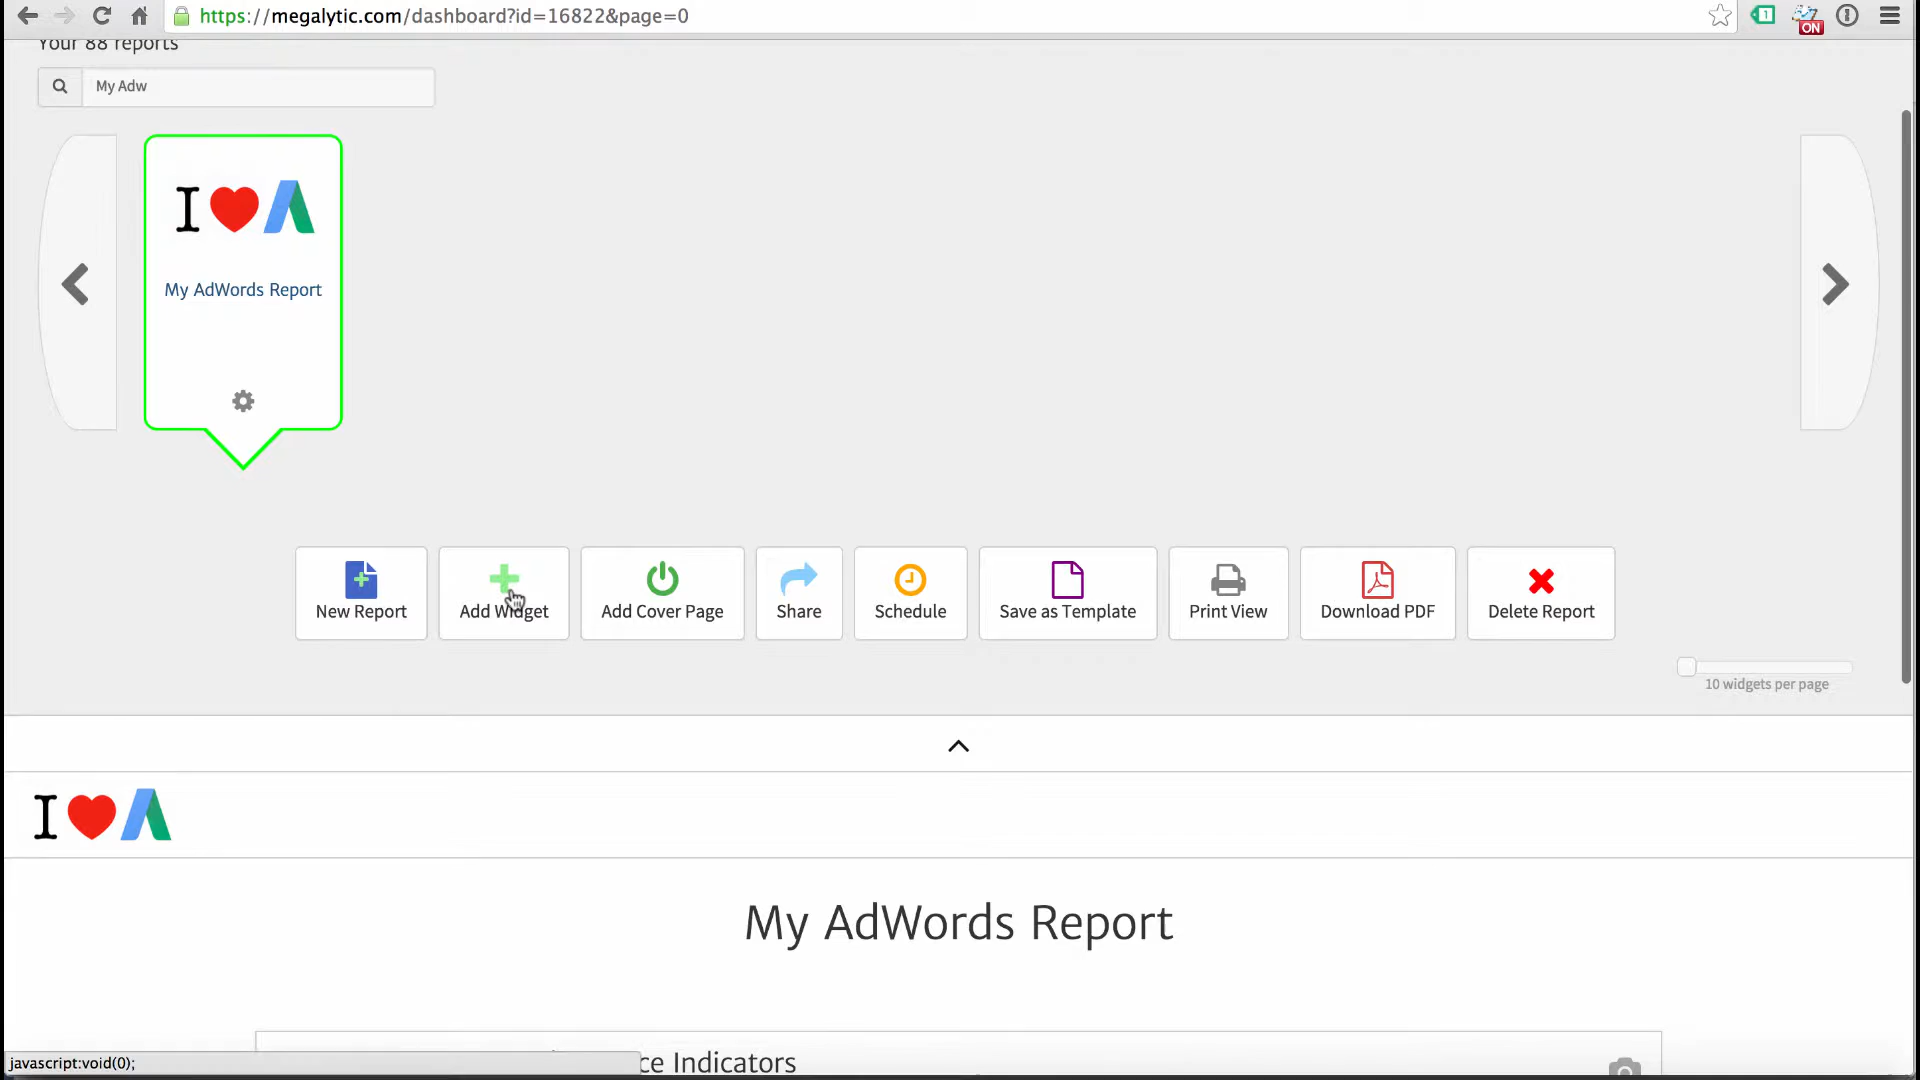 https://megalytic.com/dashboard?id=16822&page=0
1
ON
Your 88 reports
My Adw
I
My AdWords Report
New Report
Add Widget
Add Cover Page
Share
Schedule
Save as Template
Print View
Download PDF
Delete Report
10 widgets per page
I
My AdWords Report
Indicators
javascript:void(0);